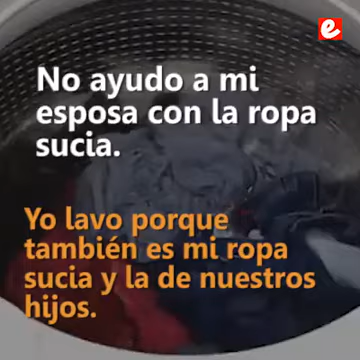 e
No ayudo a mi
esposa con la ropa
sucia.
Yo lavo porque
también es mi ropa
sucia y la de nuestros
hijos.